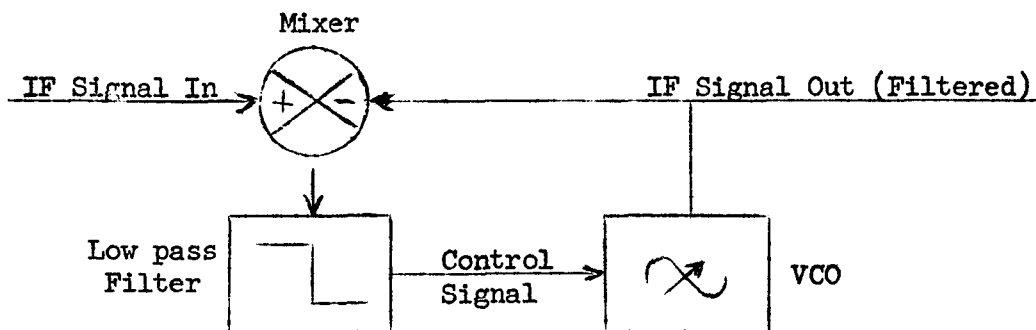 Mixer
IF Signal In
IF Signal Out (Filtered)
+ -
Low pass
Filter
Control
Signal
VCO